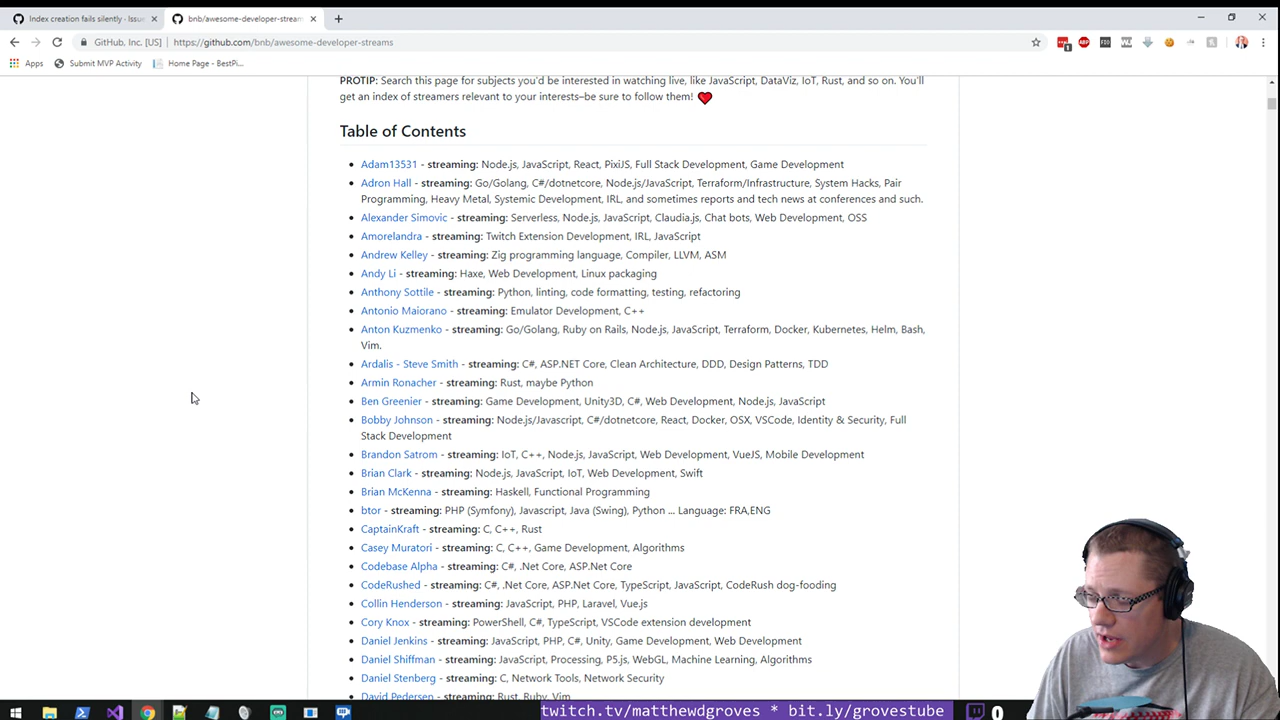 Index creation fails silently - Issue
bnb/awesome-developer-stream
GitHub, Inc. [US] https://github.com/bnb/awesome-developer-streams
Apps Submit MVP Activity Home Page - BestPi...
PROTIP: Search this page for subjects you'd be interested in watching live, like JavaScript, DataViz, IoT, Rust, and so on. You'll
get an index of streamers relevant to your interests–be sure to follow them!
Table of Contents
Adam13531 - streaming: Node.js, JavaScript, React, PixiJS, Full Stack Development, Game Development
Adron Hall - streaming: Go/Golang, C#/dotnetcore, Node.js/JavaScript, Terraform/Infrastructure, System Hacks, Pair
Programming, Heavy Metal, Systemic Development, IRL, and sometimes reports and tech news at conferences and such.
Alexander Simovic - streaming: Serverless, Node.js, JavaScript, Claudia.js, Chat bots, Web Development, OSS
Amorelandra - streaming: Twitch Extension Development, IRL, JavaScript
Andrew Kelley - streaming: Zig programming language, Compiler, LLVM, ASM
Andy Li - streaming: Haxe, Web Development, Linux packaging
Anthony Sottile - streaming: Python, linting, code formatting, testing, refactoring
Antonio Maiorano - streaming: Emulator Development, C++
Anton Kuzmenko - streaming: Go/Golang, Ruby on Rails, Node.js, JavaScript, Terraform, Docker, Kubernetes, Helm, Bash,
Vim.
Ardalis - Steve Smith - streaming: C#, ASP.NET Core, Clean Architecture, DDD, Design Patterns, TDD
Armin Ronacher - streaming: Rust, maybe Python
Ben Greenier - streaming: Game Development, Unity3D, C#, Web Development, Node.js, JavaScript
Bobby Johnson - streaming: Node.js/Javascript, C#/dotnetcore, React, Docker, OSX, VSCode, Identity & Security, Full
Stack Development
Brandon Satrom - streaming: IoT, C++, Node.js, JavaScript, Web Development, VueJS, Mobile Development
Brian Clark - streaming: Node.js, JavaScript, IoT, Web Development, Swift
Brian McKenna - streaming: Haskell, Functional Programming
btor - streaming: PHP (Symfony), Javascript, Java (Swing), Python ... Language: FRA,ENG
CaptainKraft - streaming: C, C++, Rust
Casey Muratori - streaming: C, C++, Game Development, Algorithms
Codebase Alpha - streaming: C#, .Net Core, ASP.Net Core
CodeRushed - streaming: C#, .Net Core, ASP.Net Core, TypeScript, JavaScript, CodeRush dog-fooding
Collin Henderson - streaming: JavaScript, PHP, Laravel, Vue.js
Cory Knox - streaming: PowerShell, C#, TypeScript, VSCode extension development
Daniel Jenkins - streaming: JavaScript, PHP, C#, Unity, Game Development, Web Development
Daniel Shiffman - streaming: JavaScript, Processing, P5.js, WebGL, Machine Learning, Algorithms
Daniel Stenberg - streaming: C, Network Tools, Network Security
David Pedersen - streaming: Rust, Ruby, Vim
twitch.tv/matthewdgroves * bit.ly/grovestube 0